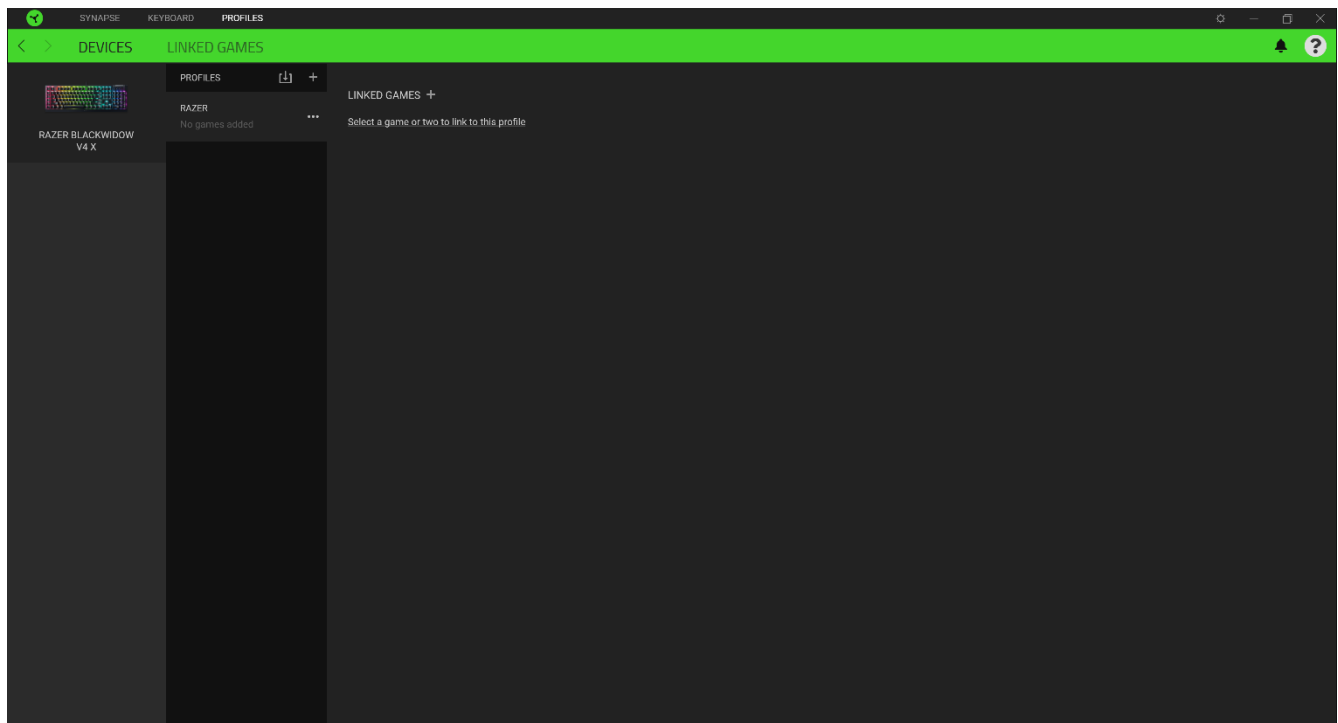 SYNAPSE KEYBOARD PROFILES
DEVICES LINKED GAMES
?
RAZER BLACKWIDOW
V4 X
PROFILES
RAZER
No games added
LINKED GAMES +
Select a game or two to link to this profile